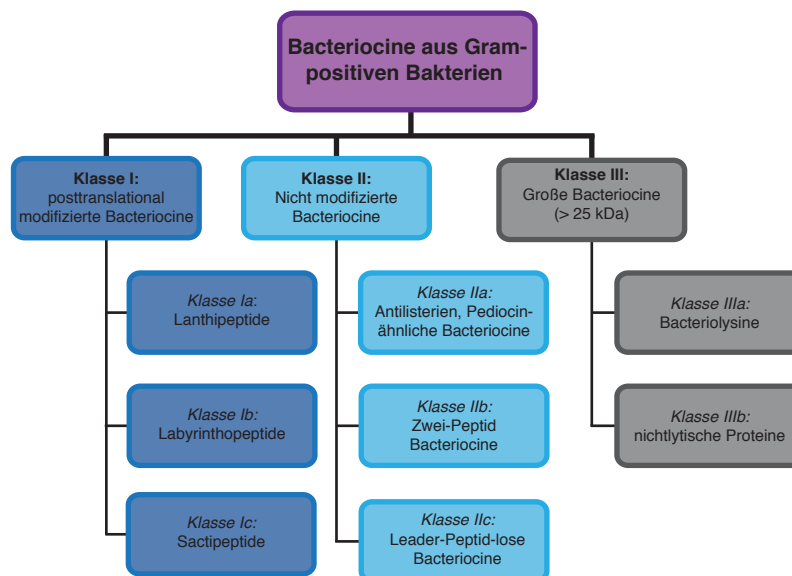 Bacteriocine aus Gram-
positiven Bakterien
Klasse I:
posttranslational
modifizierte Bacteriocine
Klasse II:
Nicht modifizierte
Bacteriocine
Klasse III:
Große Bacteriocine
(> 25 kDa)
Klasse Ia:
Lanthipeptide
Klasse IIa:
Antilisterien, Pediocin-
ähnliche Bacteriocine
Klasse IIIa:
Bacteriolysine
Klasse Ib:
Labyrinthopeptide
Klasse IIb:
Zwei-Peptid
Bacteriocine
Klasse IIIb:
nichtlytische Proteine
Klasse Ic:
Sactipeptide
Klasse IIc:
Leader-Peptid-lose
Bacteriocine